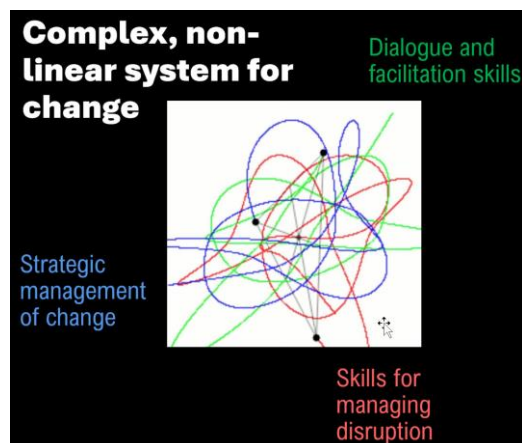 Complex, non-
linear system for
change
Dialogue and
facilitation skills
Strategic
management
of change
Skills for
managing
disruption